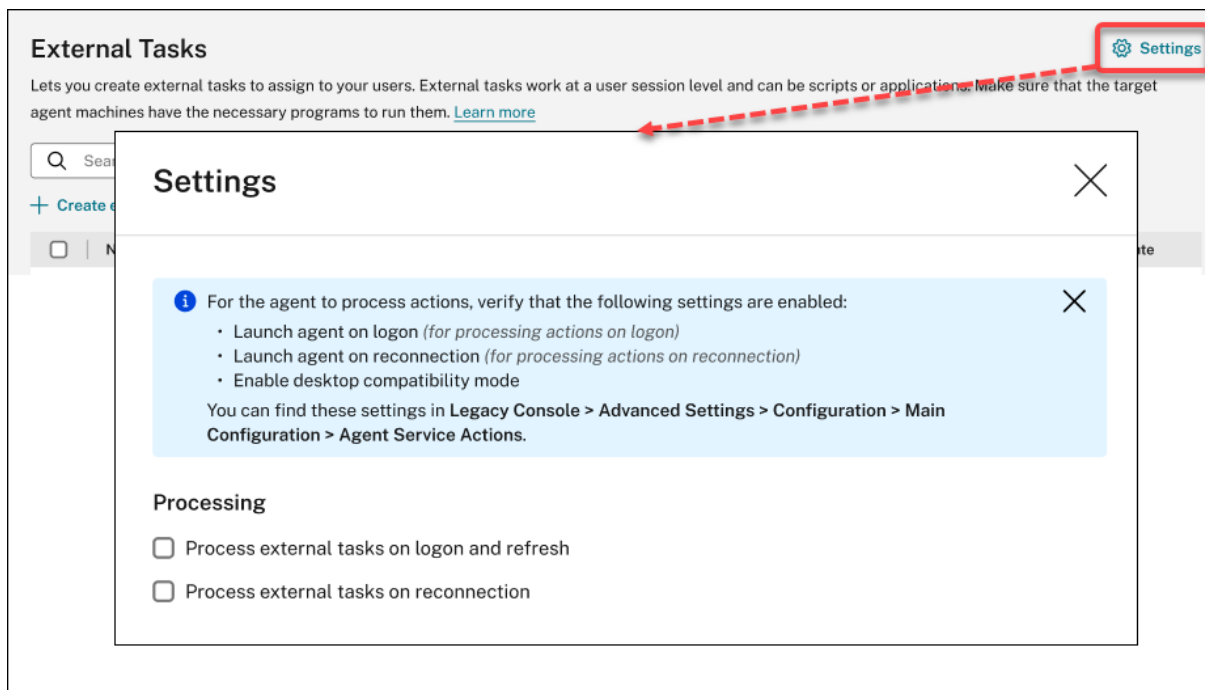 External Tasks
Settings
Lets you create external tasks to assign to your users. External tasks work at a user session level and can be scripts or applications. Make sure that the target
agent machines have the necessary programs to run them. Learn more
Create
Settings
For the agent to process actions, verify that the following settings are enabled:
· Launch agent on logon (for processing actions on logon)
· Launch agent on reconnection (for processing actions on reconnection)
· Enable desktop compatibility mode
You can find these settings in Legacy Console > Advanced Settings > Configuration > Main
Configuration > Agent Service Actions.
Processing
Process external tasks on logon and refresh
Process external tasks on reconnection